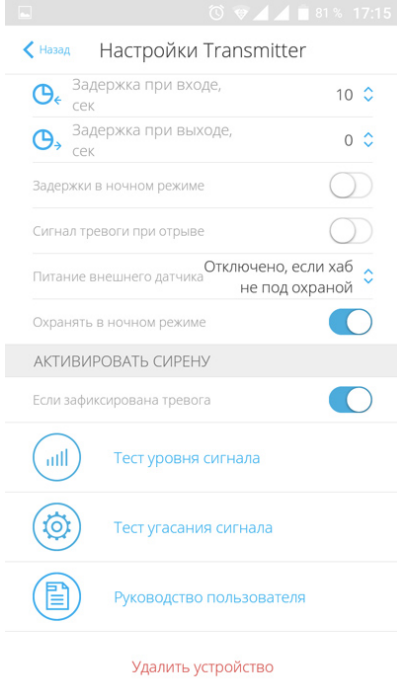 81 % 17:15
Назад Настройки Transmitter
Задержка при входе,
сек
10
Задержка при выходе,
сек
0
Задержки в ночном режиме
Сигнал тревоги при отрыве
Питание внешнего датчика
Отключено, если хаб
не под охраной
Охранять в ночном режиме
АКТИВИРОВАТЬ СИРЕНУ
Если зафиксирована тревога
Тест уровня сигнала
Тест угасания сигнала
Руководство пользователя
Удалить устройство